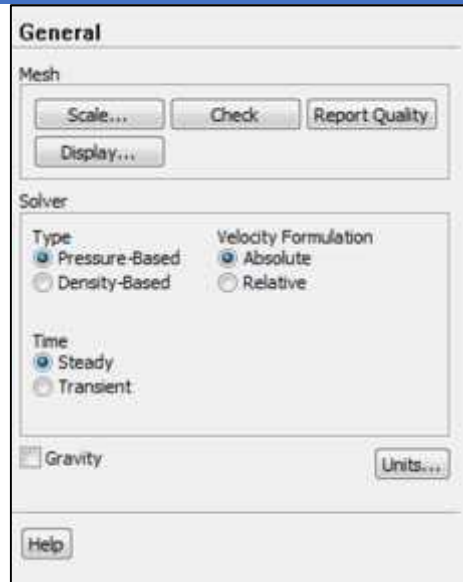 General
Mesh
Scale... Check Report Quality
Display...
Solver
Type Velocity Formulation
Pressure-Based Absolute
Density-Based Relative
Time
Steady
Transient
Gravity Units...
Help